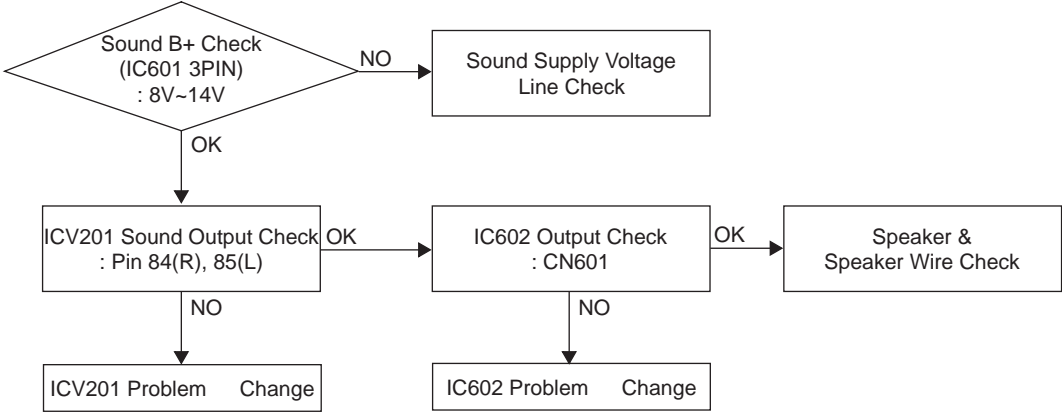 Sound B+ Check
(IC601 3PIN)
: 8V~14V
NO
Sound Supply Voltage
Line Check
OK
ICV201 Sound Output Check
: Pin 84(R), 85(L)
OK
IC602 Output Check
: CN601
OK
Speaker &
Speaker Wire Check
NO
NO
ICV201 Problem Change
IC602 Problem Change